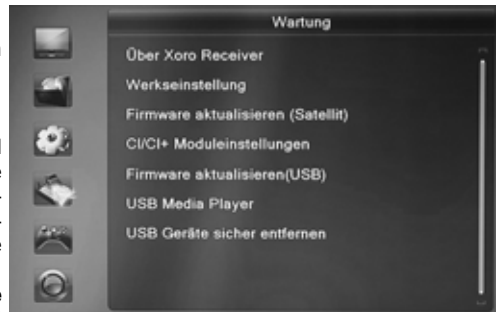 Wartung
Über Xoro Receiver
Werkseinstellung
Firmware aktualisieren (Satellit)
CI/CI+ Moduleinstellungen
Firmware aktualisieren(USB)
USB Media Player
USB Geräte sicher entfernen